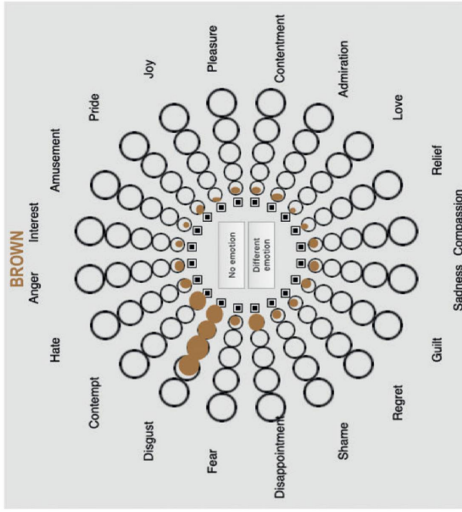 BROWN
Anger
Interest
Hate
Amusement
Contempt
Pride
Disgust
Joy
Fear
Pleasure
No emotion
Different
emotion
Disappointment
Contentment
Shame
Admiration
Regret
Love
Guilt
Relief
Sadness
Compassion